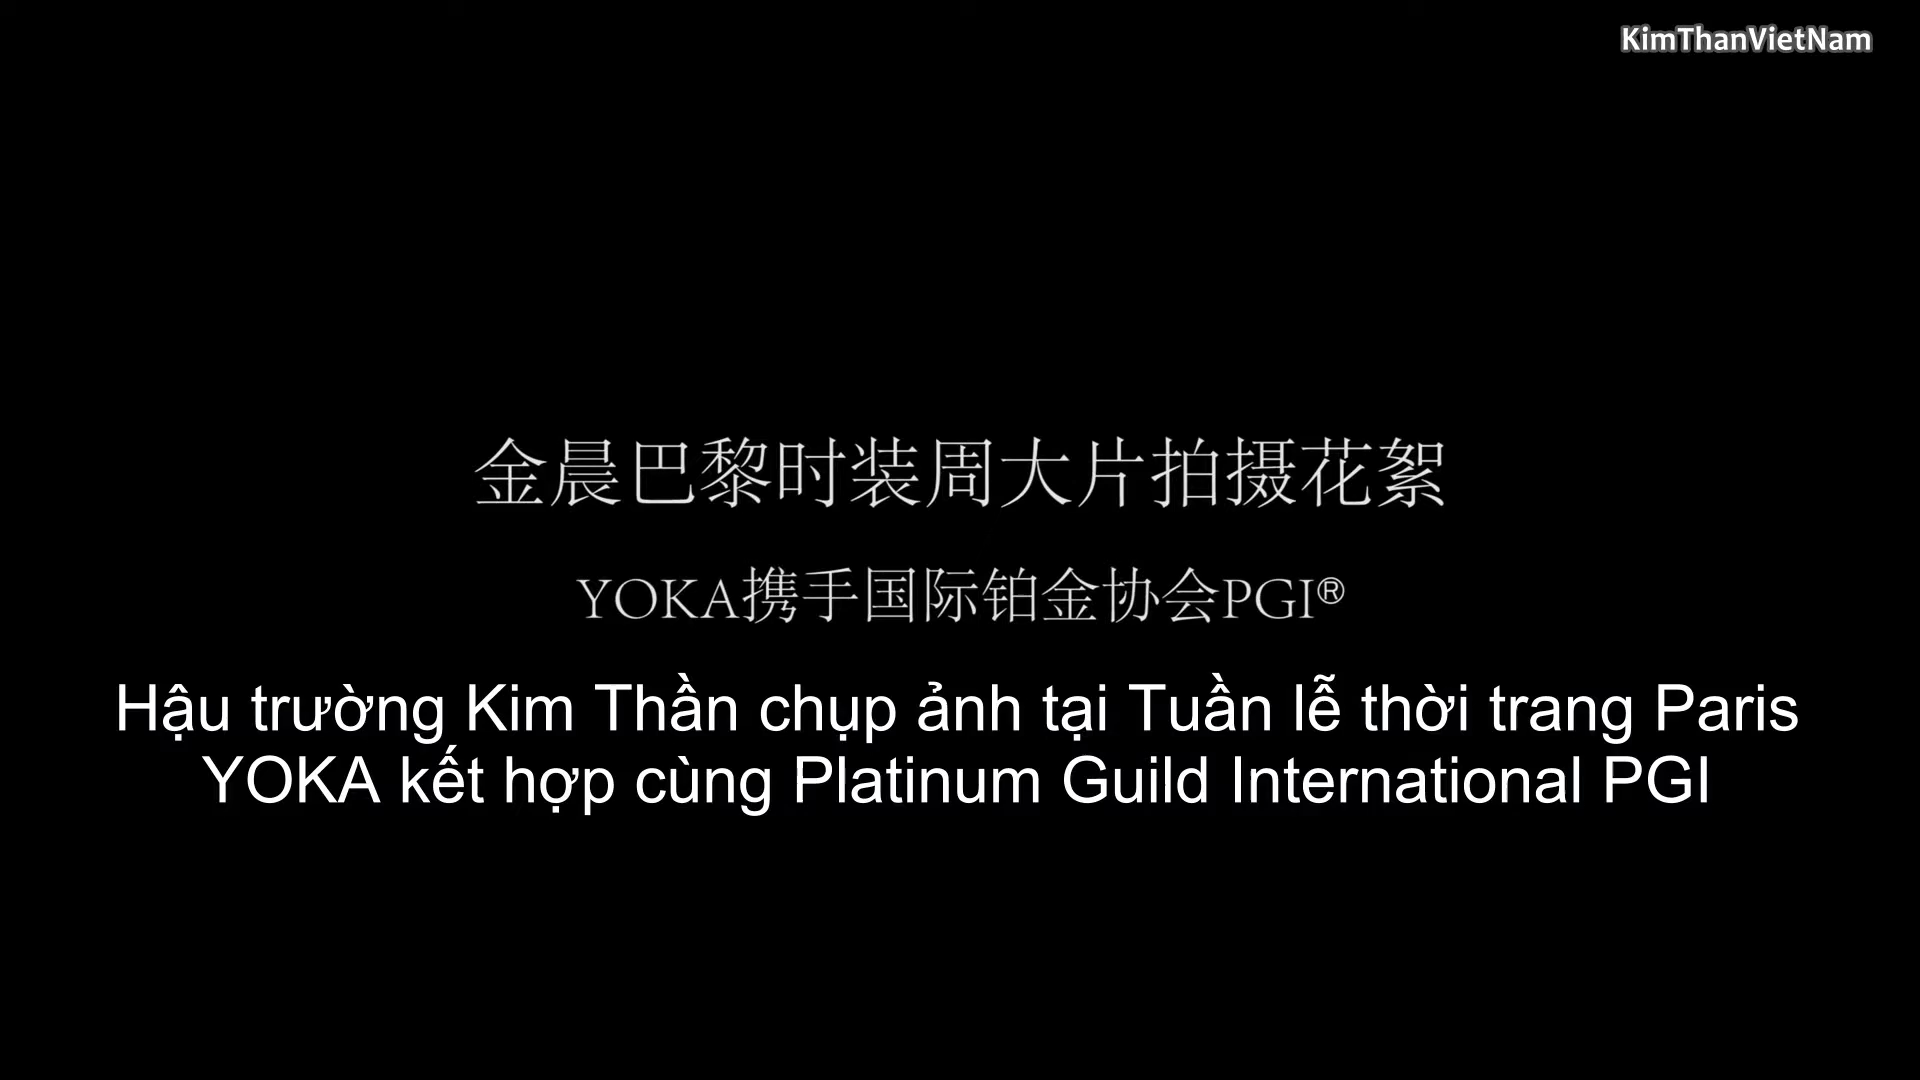 KimThanVietNam
金晨巴黎时装周大片拍摄花絮
YOKA携手国际铂金协会PGI®
Hậu trường Kim Thần chụp ảnh tại Tuần lễ thời trang Paris
YOKA kết hợp cùng Platinum Guild International PGI